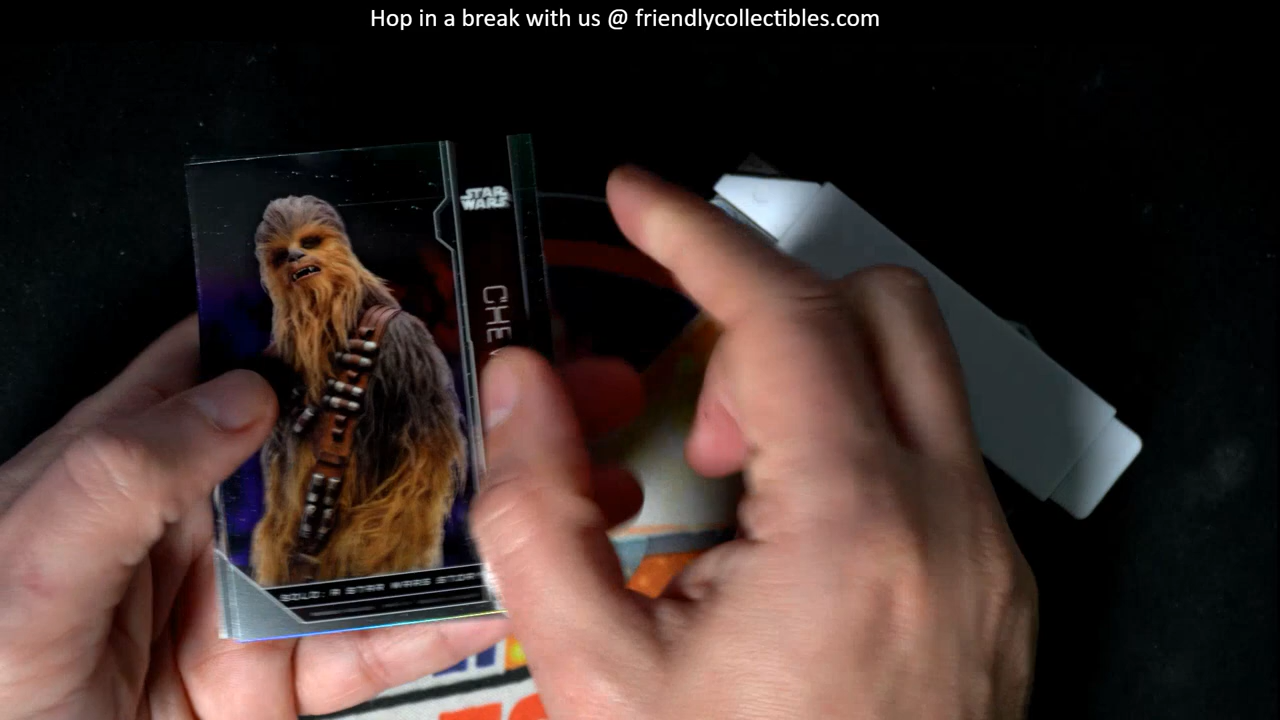 Hop in a break with us @ friendlycollectibles.com
STAR
WARS
CHE
SOLO: A STAR WARS STORY